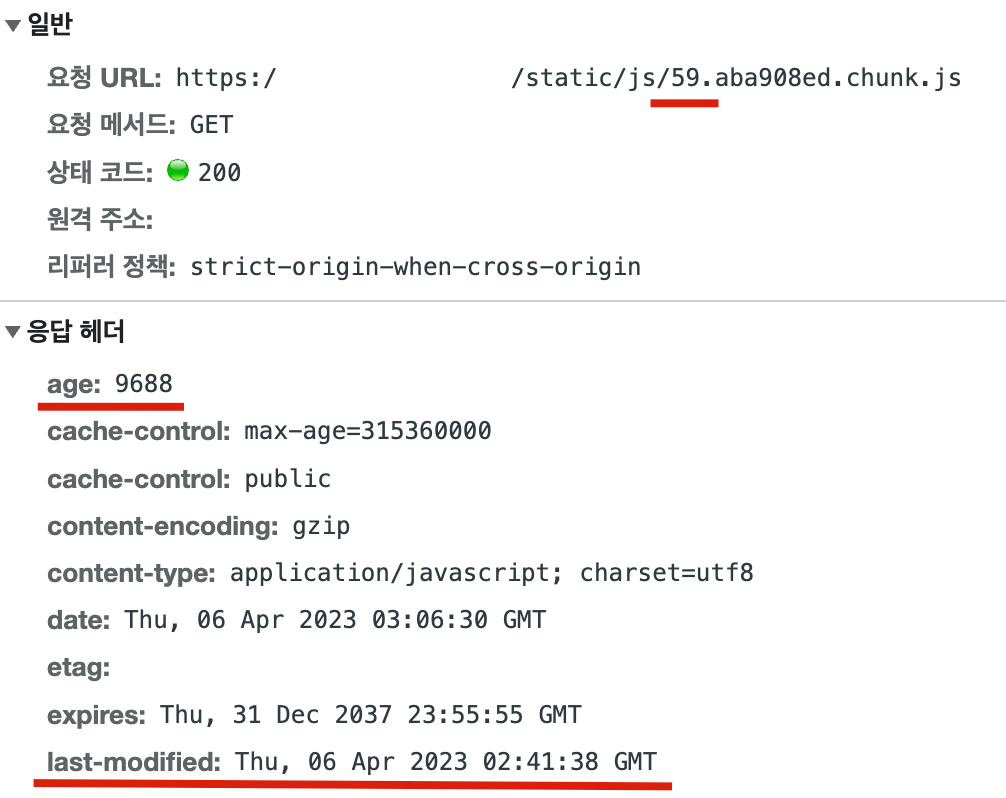 ▼ 일반
요청 URL: https:/ /static/js/59.aba908ed.chunk.js
요청 메서드: GET
상태 코드: 200
원격 주소:
리퍼러 정책: strict-origin-when-cross-origin
▼ 응답 헤더
age: 9688
cache-control: max-age=315360000
cache-control: public
content-encoding: gzip
content-type: application/javascript; charset=utf8
date: Thu, 06 Apr 2023 03:06:30 GMT
etag:
expires: Thu, 31 Dec 2037 23:55:55 GMT
last-modified: Thu, 06 Apr 2023 02:41:38 GMT